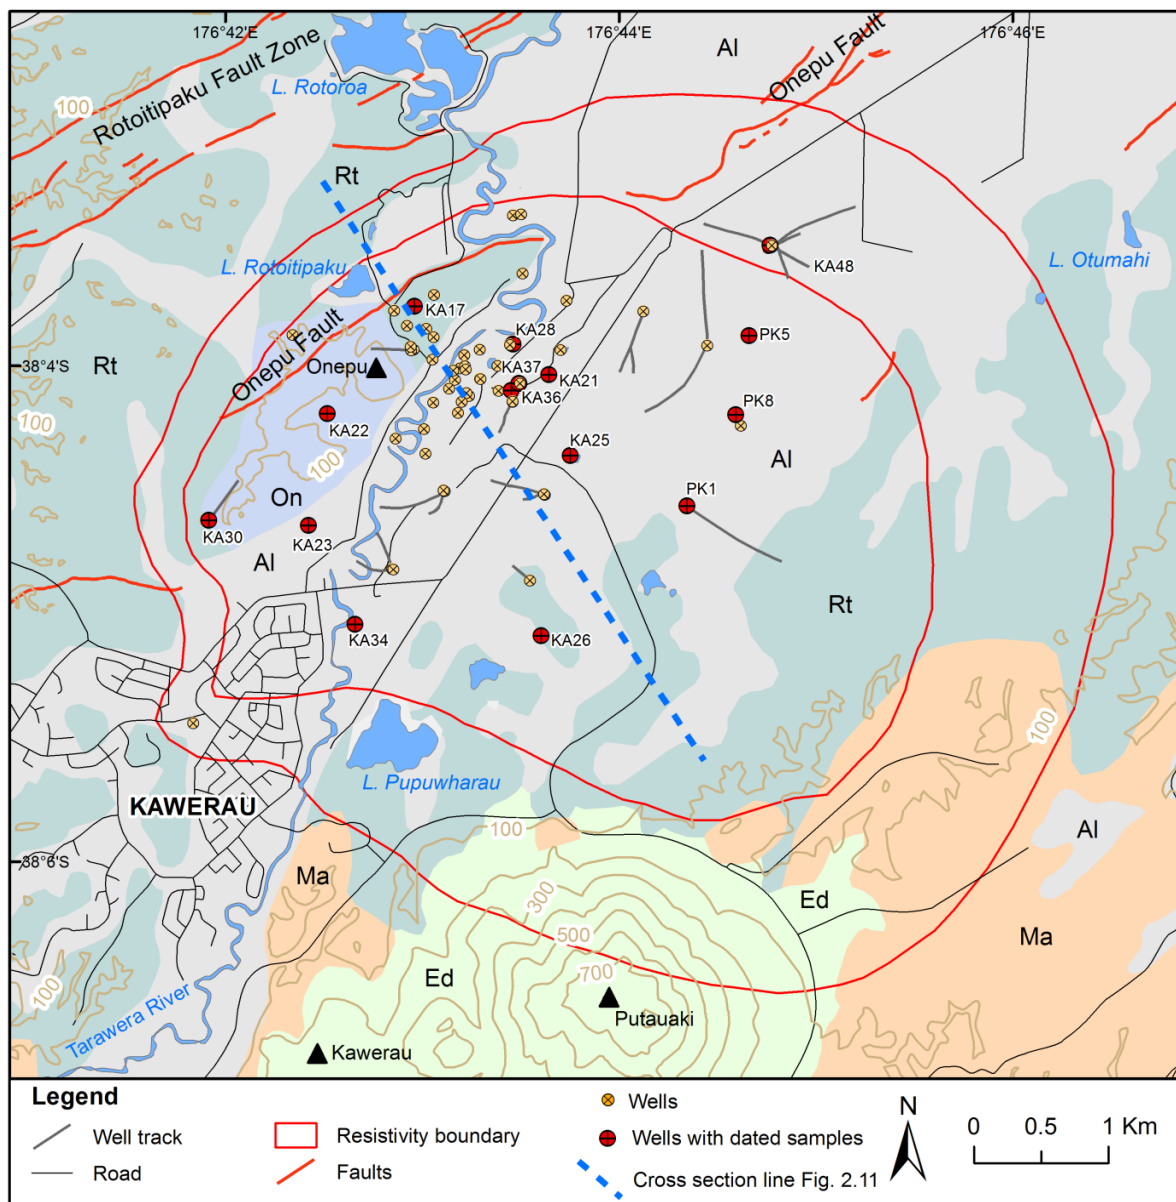 176°42'E
176°44'E
176°46'E
Al
Onepu Fault
Rotoitipaku Fault Zone
L. Rotoroa
100
Rt
L. Rotoitipaku
KA48
L. Otumahi
KA17
KA28
PK5
Onepu Fault
Rt
38°4'S
Onepu
KA37
KA21
KA36
PK8
100
KA22
100
KA25
Al
On
PK1
KA30
KA23
Al
Rt
KA34
KA26
100
L. Pupuwharau
KAWERAU
100
Al
38°6'S
Ma
300
Ed
500
Ma
Ed
700
100
Putauaki
Tarawera River
Kawerau
Legend
Well track
Road
Resistivity boundary
Faults
Wells
Wells with dated samples
Cross section line Fig. 2.11
N
0 0.5 1 Km